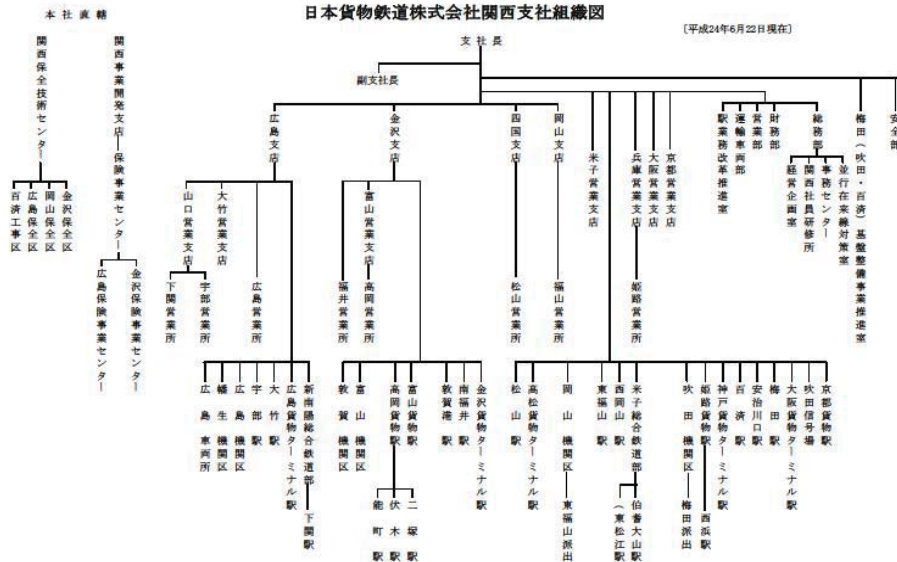 日本貨物鉄道株式会社関西支社組織図
〔平成24年6月22日現在〕
本社直轄
支社長
副支社長
関西保全技術センター
関西事業開発支店
保険事業センター
百済工事区
広島保全区
岡山保全区
金沢保全区
広島保険事業センター
金沢保険事業センター
広島支店
金沢支店
四国支店
岡山支店
米子営業支店
兵庫営業支店
大阪営業支店
京都営業支店
駅業務改革推進室
運輸車両部
営業部
財務部
総務部
梅田(吹田・百済)基盤整備事業推進室
安全部
経営企画室
関西社員研修所
事務センター
並行在来線対策室
山口営業支店
大竹営業支店
富山営業支店
下関営業所
宇部営業所
広島営業所
福井営業所
高岡営業所
松山営業所
福山営業所
姫路営業所
広島車両所
幡生機関区
広島機関区
宇部駅
大竹駅
広島貨物ターミナル駅
新南陽総合鉄道部
下関駅
敦賀機関区
富山機関区
高岡貨物駅
富山貨物駅
敦賀港駅
南福井駅
金沢貨物ターミナル駅
能町駅
伏木駅
二塚駅
松山駅
高松貨物ターミナル駅
岡山機関区
東福山駅
西岡山駅
米子総合鉄道部
東福山派出
(東松江駅
伯耆大山駅
吹田機関区
姫路貨物駅
神戸貨物ターミナル駅
百済駅
安治川口駅
梅田駅
大阪貨物ターミナル駅
吹田信号場
京都貨物駅
梅田派出
西浜駅